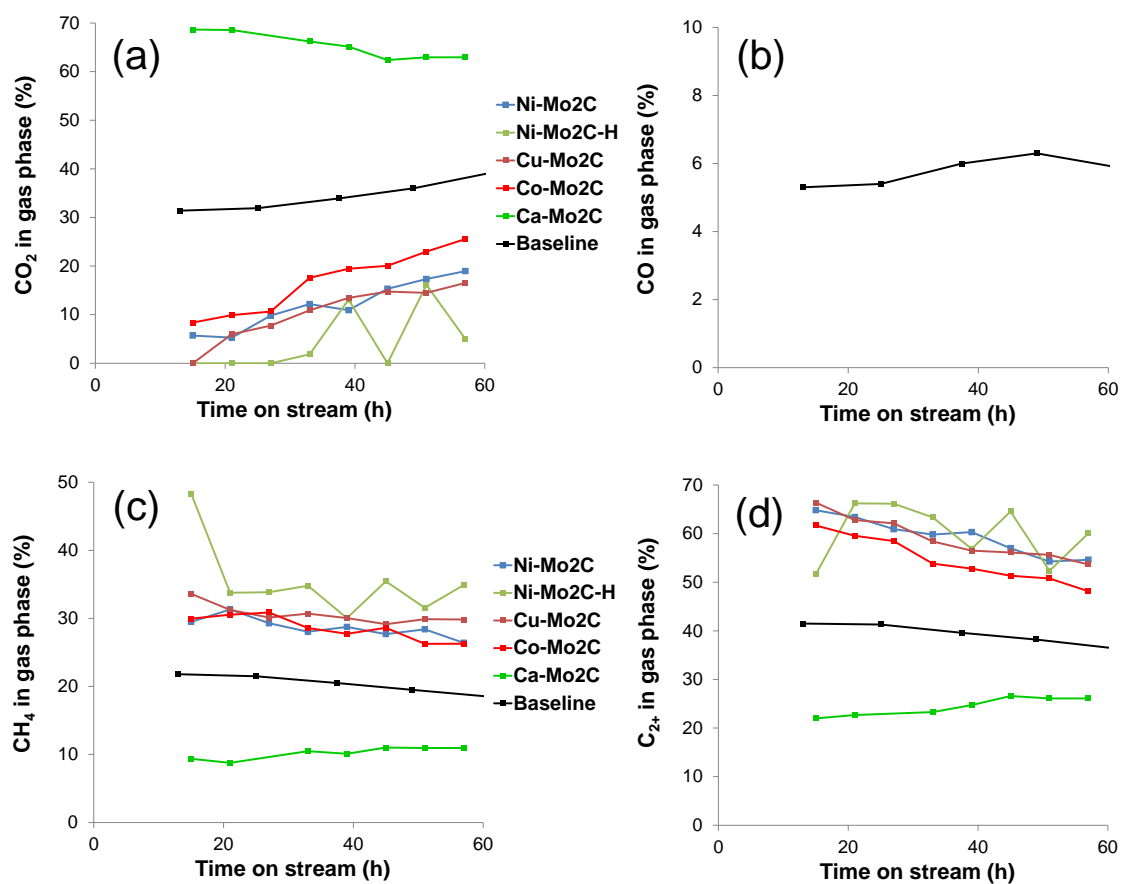 (a)
CO2 in gas phase (%)
70
60
50
40
30
20
10
0
0 20 40 60
Time on stream (h)
Ni-Mo2C
Ni-Mo2C-H
Cu-Mo2C
Co-Mo2C
Ca-Mo2C
Baseline
(b)
CO in gas phase (%)
10
8
6
4
2
0
0 20 40 60
Time on stream (h)
(c)
CH4 in gas phase (%)
50
40
30
20
10
0
0 20 40 60
Time on stream (h)
Ni-Mo2C
Ni-Mo2C-H
Cu-Mo2C
Co-Mo2C
Ca-Mo2C
Baseline
(d)
C2+ in gas phase (%)
70
60
50
40
30
20
10
0
0 20 40 60
Time on stream (h)